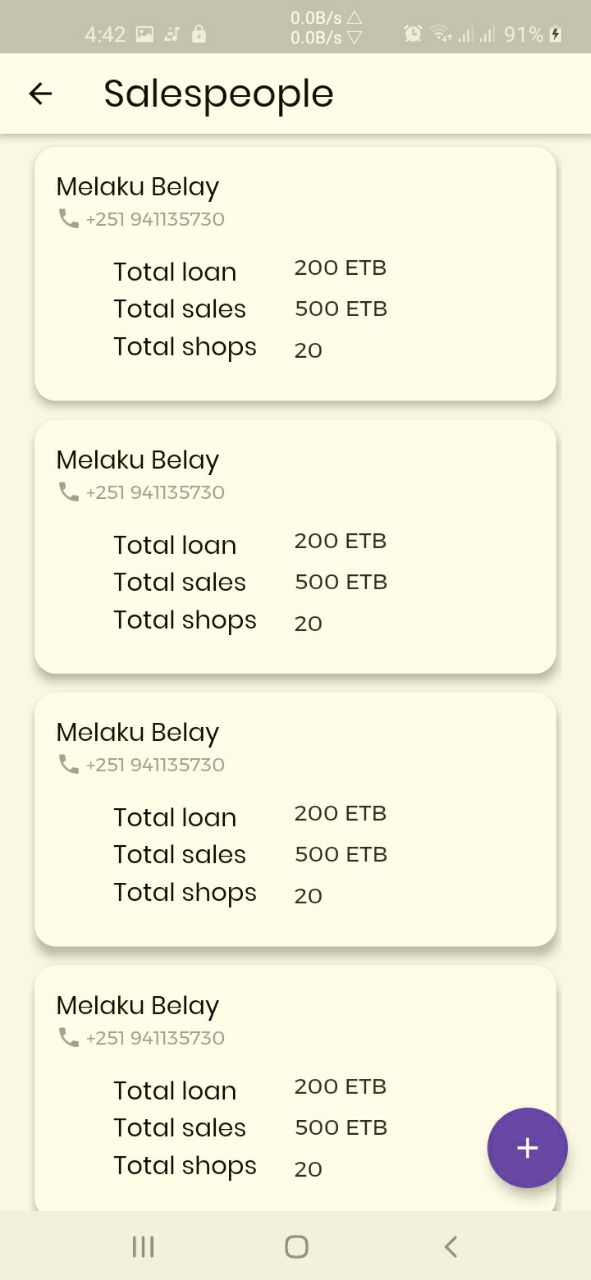 4:42 0.0B/s △ 91%
0.0B/s ▽
Salespeople
Melaku Belay
+251 941135730
Total loan 200 ETB
Total sales 500 ETB
Total shops 20
Melaku Belay
+251 941135730
Total loan 200 ETB
Total sales 500 ETB
Total shops 20
Melaku Belay
+251 941135730
Total loan 200 ETB
Total sales 500 ETB
Total shops 20
Melaku Belay
+251 941135730
Total loan 200 ETB
Total sales 500 ETB
Total shops 20
+